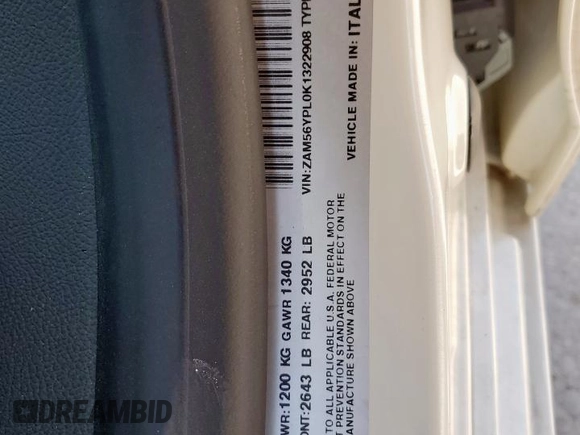 WR:1200 KG GAWR 1340 KG
ONT:2643 LB REAR: 2952 LB
VIN:ZAM56YPL0K1322908 TYP
TO ALL APPLICABLE U.S.A. FEDERAL MOTOR
T PREVENTION STANDARDS IN EFFECT ON THE
MANUFACTURE SHOWN ABOVE
VEHICLE MADE IN: ITAL
DREAMBID